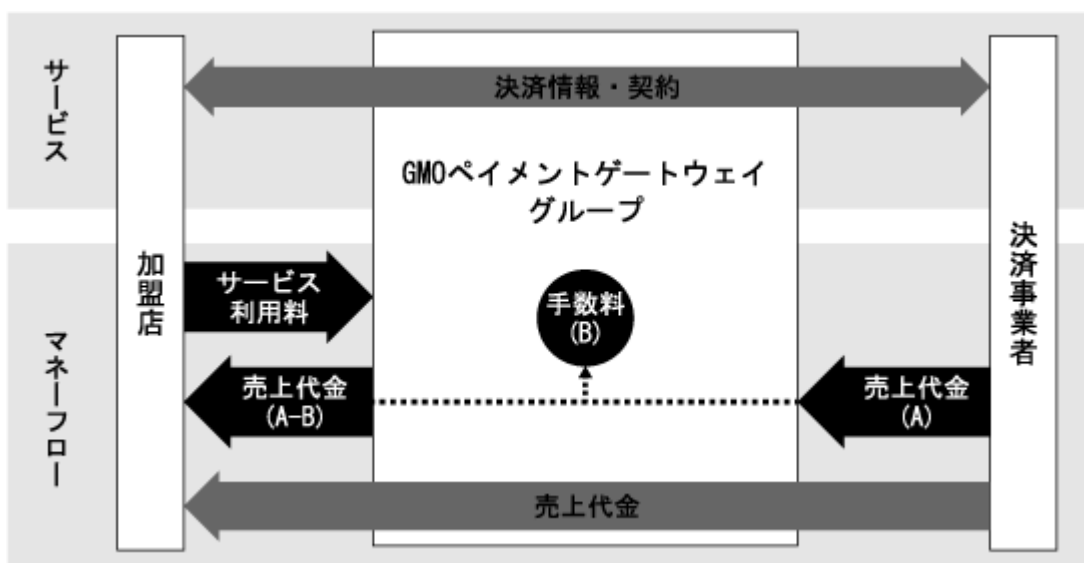 サービス
加盟店
決済情報・契約
GMOペイメントゲートウェイ
グループ
決済事業者
マネーフロー
サービス
利用料
手数料
(B)
売上代金
(A-B)
売上代金
(A)
売上代金